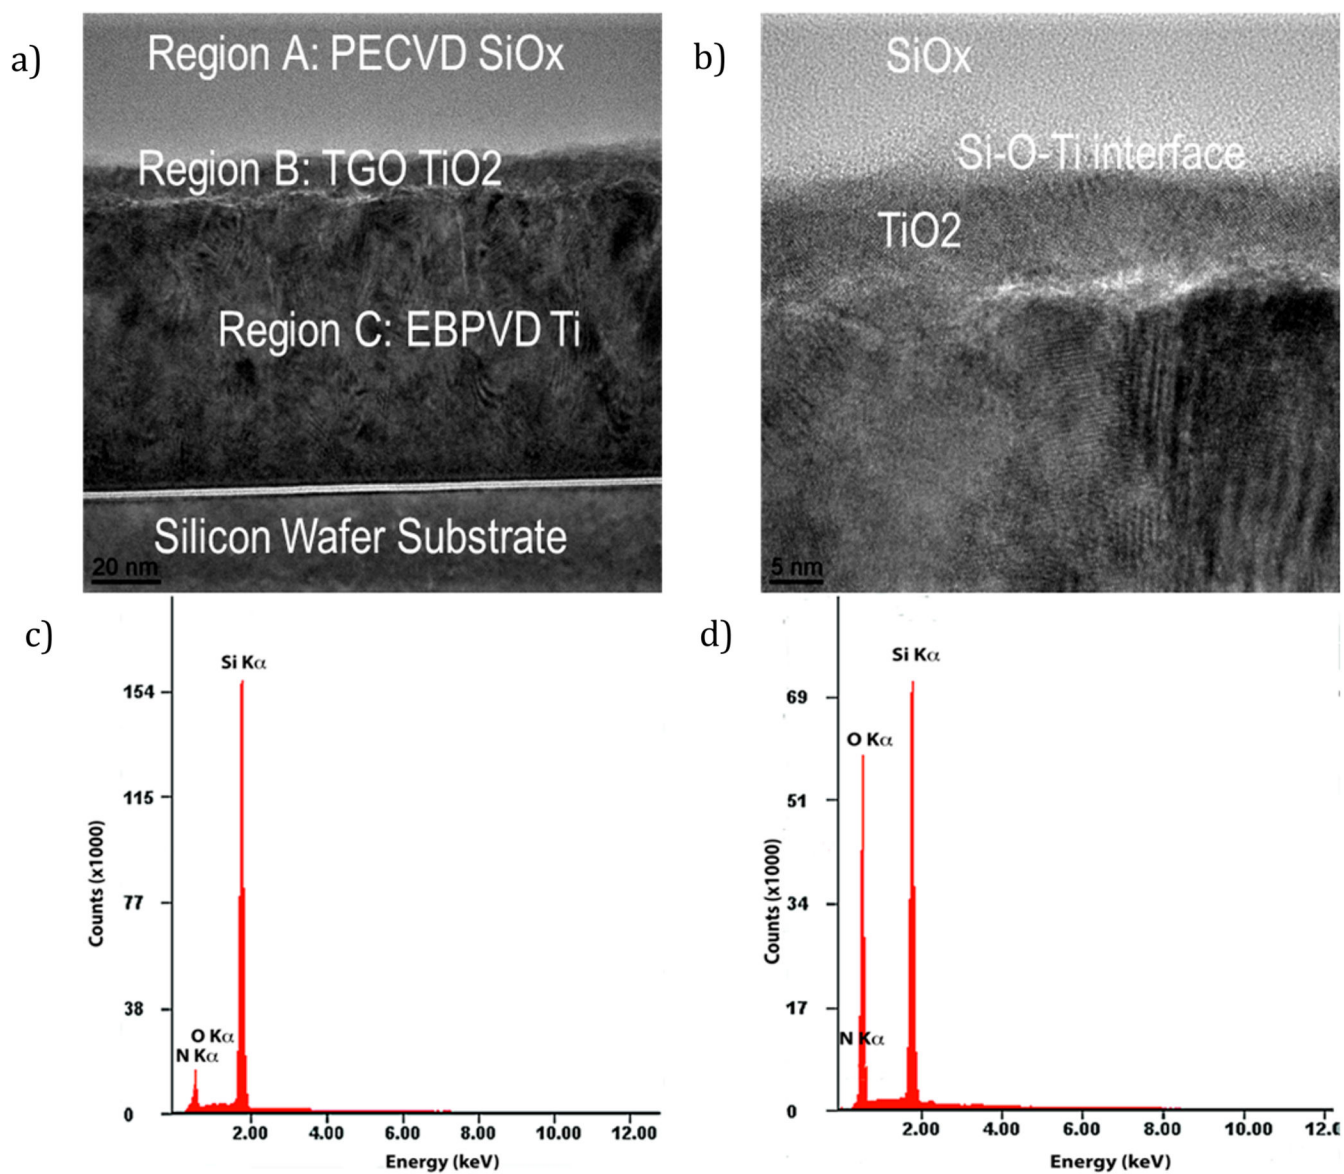 a)
Region A: PECVD SiOx
Region B: TGO TiO2
Region C: EBPVD Ti
Silicon Wafer Substrate
20 nm
b)
SiOx
Si-O-Ti interface
TiO2
5 nm
c)
Si Kα
154
115
77
38
0
O Kα
N Kα
Counts (x1000)
2.00 4.00 6.00 8.00 10.00 12.00
Energy (keV)
d)
Si Kα
69
O Kα
51
34
17
N Kα
0
Counts (x1000)
2.00 4.00 6.00 8.00 10.00 12.0
Energy (keV)